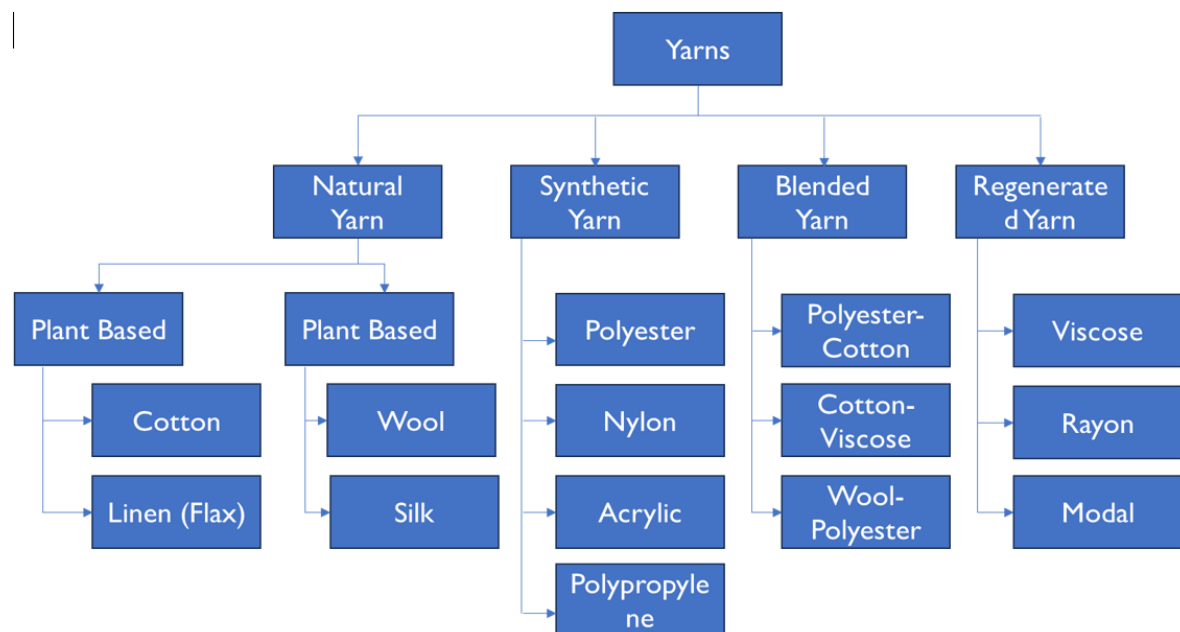 Yarns
Natural
Yarn
Synthetic
Yarn
Blended
Yarn
Regenerate
d Yarn
Plant Based
Plant Based
Polyester
Polyester-
Cotton
Viscose
Cotton
Wool
Nylon
Cotton-
Viscose
Rayon
Linen (Flax)
Silk
Acrylic
Wool-
Polyester
Modal
Polypropyle
ne